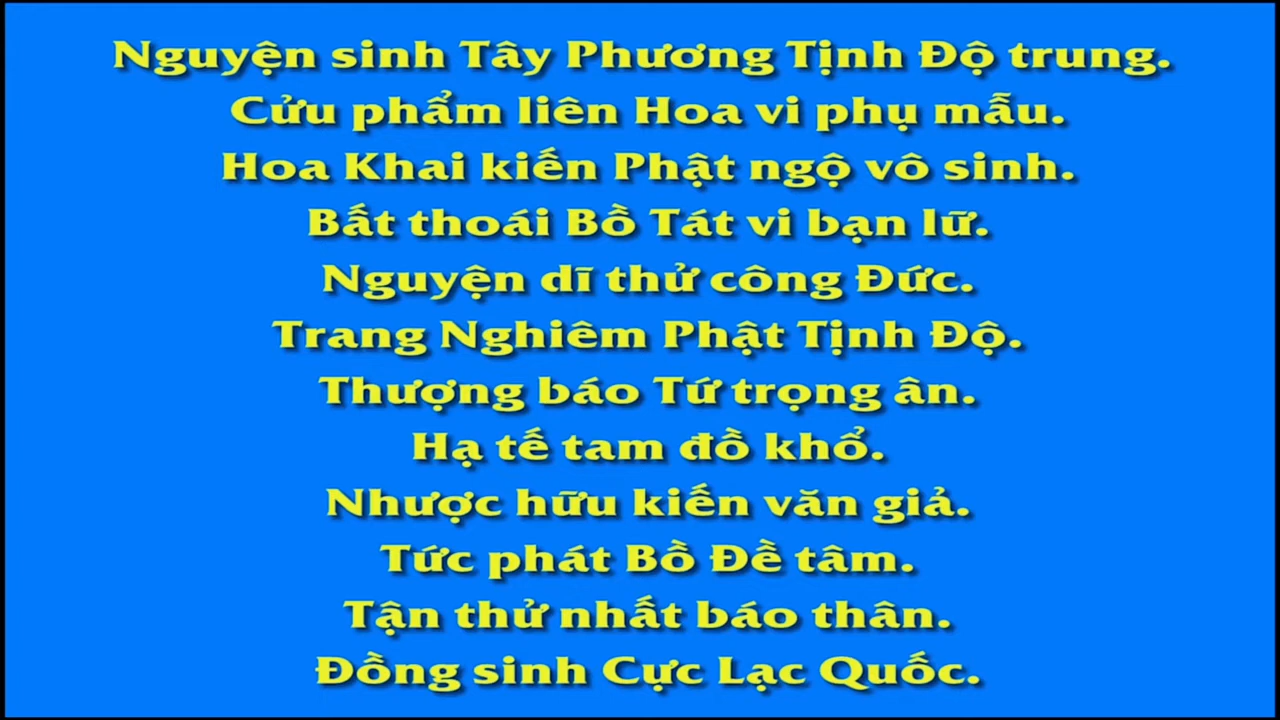 Nguyện sinh Tây Phương Tịnh Độ trung.
Cửu phẩm liên Hoa vi phụ mẫu.
Hoa Khai kiến Phật ngộ vô sinh.
Bất thoái Bồ Tát vi bạn lữ.
Nguyện dĩ thử công Đức.
Trang Nghiêm Phật Tịnh Độ.
Thượng báo Tứ trọng ân.
Hạ tế tam đồ khổ.
Nhược hữu kiến văn giả.
Tức phát Bồ Đề tâm.
Tận thử nhất báo thân.
Đồng sinh Cực Lạc Quốc.